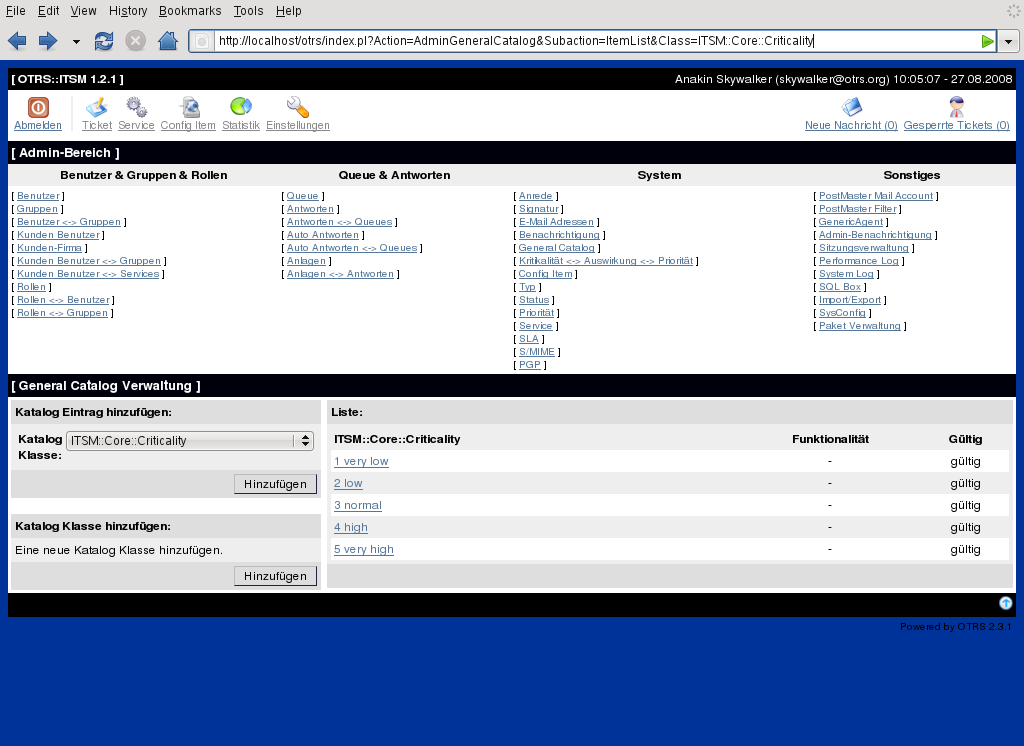 File Edit View History Bookmarks Tools Help
http://localhost/otrs/index.pl?Action=AdminGeneralCatalog&Subaction=ItemList&Class=ITSM::Core::Criticality
[ OTRS::ITSM 1.2.1 ] Anakin Skywalker (skywalker@otrs.org) 10:05:07 - 27.08.2008
Abmelden Ticket Service Config Item Statistik Einstellungen Neue Nachricht (0) Gesperrte Tickets (0)
[ Admin-Bereich ]
Benutzer & Gruppen & Rollen Queue & Antworten System Sonstiges
[ Benutzer ] [ Queue ] [ Anrede ] [ PostMaster Mail Account ]
[ Gruppen ] [ Antworten ] [ Signatur ] [ PostMaster Filter ]
[ Benutzer <-> Gruppen ] [ Antworten <-> Queues ] [ E-Mail Adressen ] [ GenericAgent ]
[ Kunden Benutzer ] [ Auto Antworten ] [ Benachrichtigung ] [ Admin-Benachrichtigung ]
[ Kunden-Firma ] [ Auto Antworten <-> Queues ] [ General Catalog ] [ Sitzungsverwaltung ]
[ Kunden Benutzer <-> Gruppen ] [ Anlagen ] [ Kritikalität <-> Auswirkung <-> Priorität ] [ Performance Log ]
[ Kunden Benutzer <-> Services ] [ Anlagen <-> Antworten ] [ Config Item ] [ System Log ]
[ Rollen ] [ Typ ] [ SQL Box ]
[ Rollen <-> Benutzer ] [ Status ] [ Import/Export ]
[ Rollen <-> Gruppen ] [ Priorität ] [ SysConfig ]
[ Service ] [ Paket Verwaltung ]
[ SLA ]
[ S/MIME ]
[ PGP ]
[ General Catalog Verwaltung ]
Katalog Eintrag hinzufügen:
Katalog Klasse: ITSM::Core::Criticality
Hinzufügen
Katalog Klasse hinzufügen:
Eine neue Katalog Klasse hinzufügen.
Hinzufügen
Liste:
ITSM::Core::Criticality Funktionalität Gültig
1 very low - gültig
2 low - gültig
3 normal - gültig
4 high - gültig
5 very high - gültig
Powered by OTRS 2.3.1